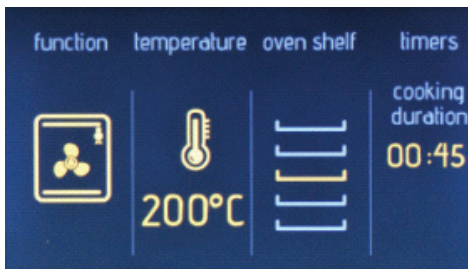 function temperature oven shelf timers
cooking
duration
00:45
200°C